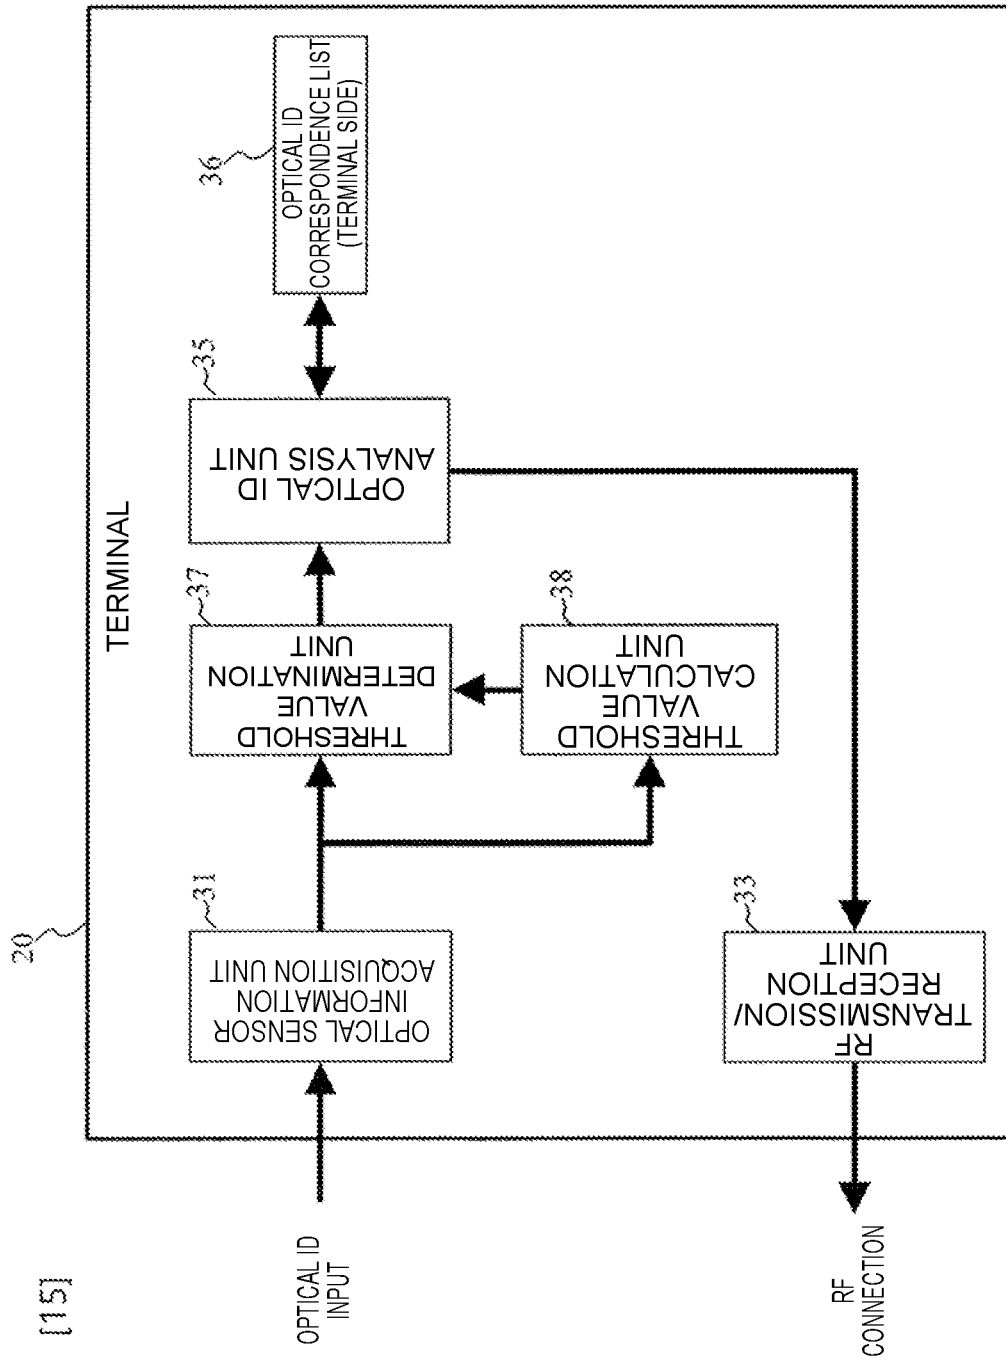 [15]
20
TERMINAL
OPTICAL ID
INPUT
31
OPTICAL SENSOR
INFORMATION
ACQUISITION UNIT
37
THRESHOLD
VALUE
DETERMINATION
UNIT
35
OPTICAL ID
ANALYSIS UNIT
36
OPTICAL ID
CORRESPONDENCE LIST
(TERMINAL SIDE)
38
THRESHOLD
VALUE
CALCULATION
UNIT
33
RF
TRANSMISSION/
RECEPTION
UNIT
RF
CONNECTION